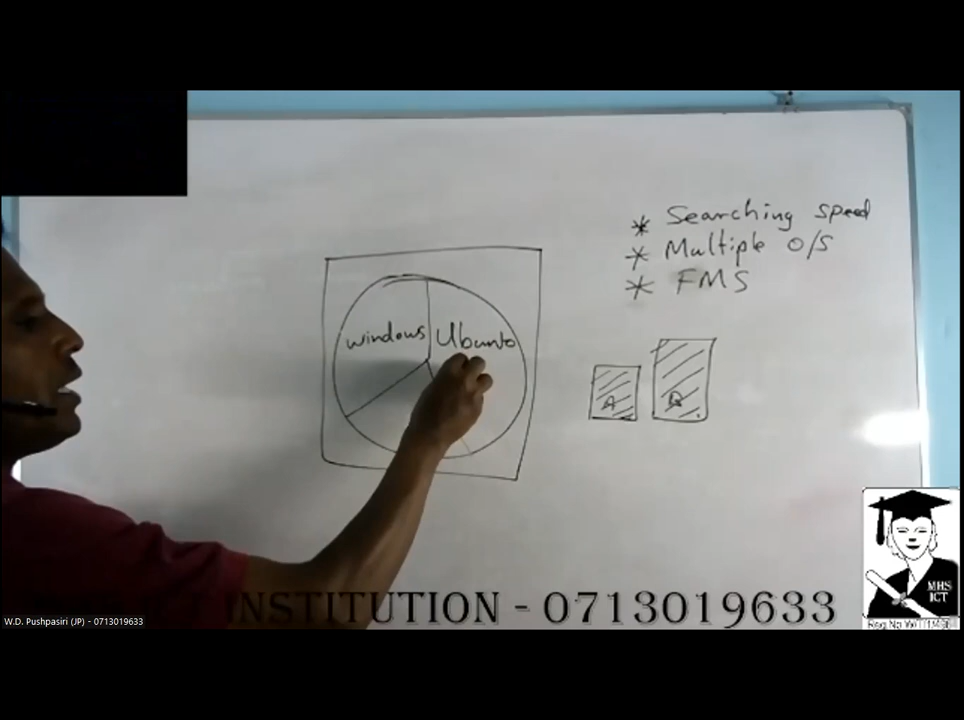 * Searching speed
* Multiple O/S
* FMS
windows Ubunto
A B
MHS
ICT
INSTITUTION - 0713019633
W.D. Pushpasiri (JP) - 0713019633